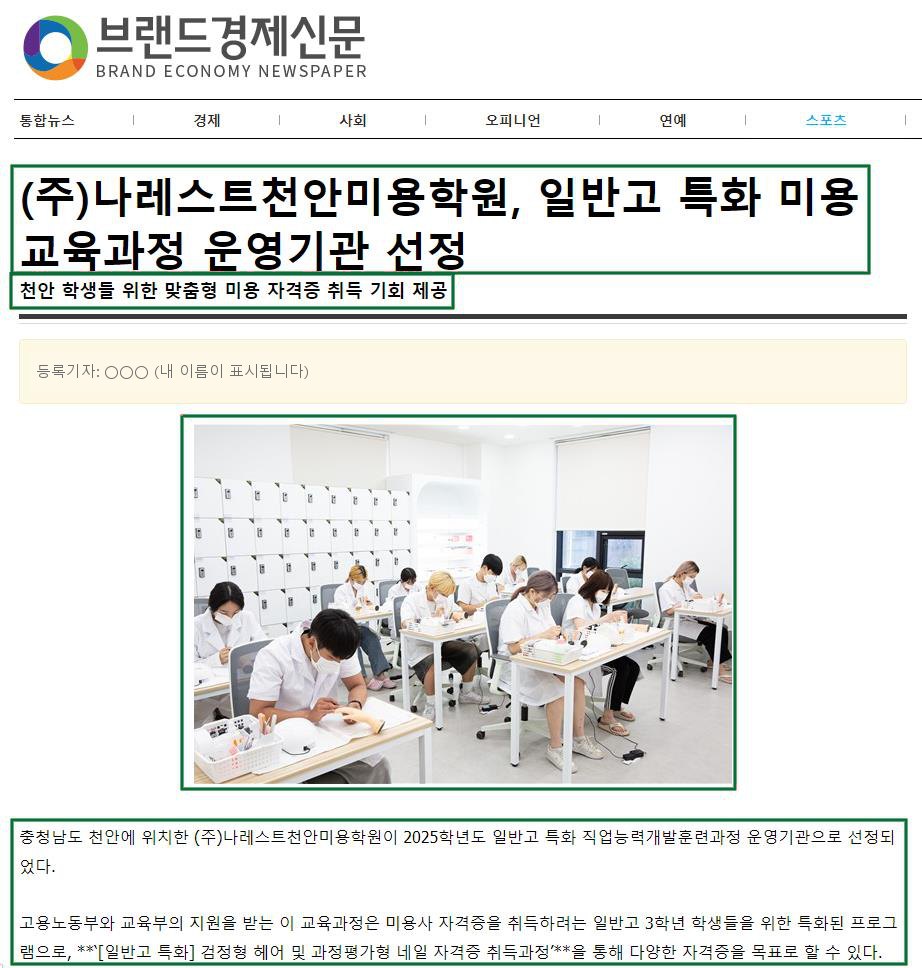 브랜드경제신문
BRAND ECONOMY NEWSPAPER
통합뉴스 | 경제 | 사회 | 오피니언 | 연예 | 스포츠 |
(주)나레스트천안미용학원, 일반고 특화 미용
교육과정 운영기관 선정
천안 학생들 위한 맞춤형 미용 자격증 취득 기회 제공
등록기자: ○○○ (내 이름이 표시됩니다)
충청남도 천안에 위치한 (주)나레스트천안미용학원이 2025학년도 일반고 특화 직업능력개발훈련과정 운영기관으로 선정되
었다.
고용노동부와 교육부의 지원을 받는 이 교육과정은 미용사 자격증을 취득하려는 일반고 3학년 학생들을 위한 특화된 프로그
램으로, **'[일반고 특화] 검정형 헤어 및 과정평가형 네일 자격증 취득과정'**을 통해 다양한 자격증을 목표로 할 수 있다.